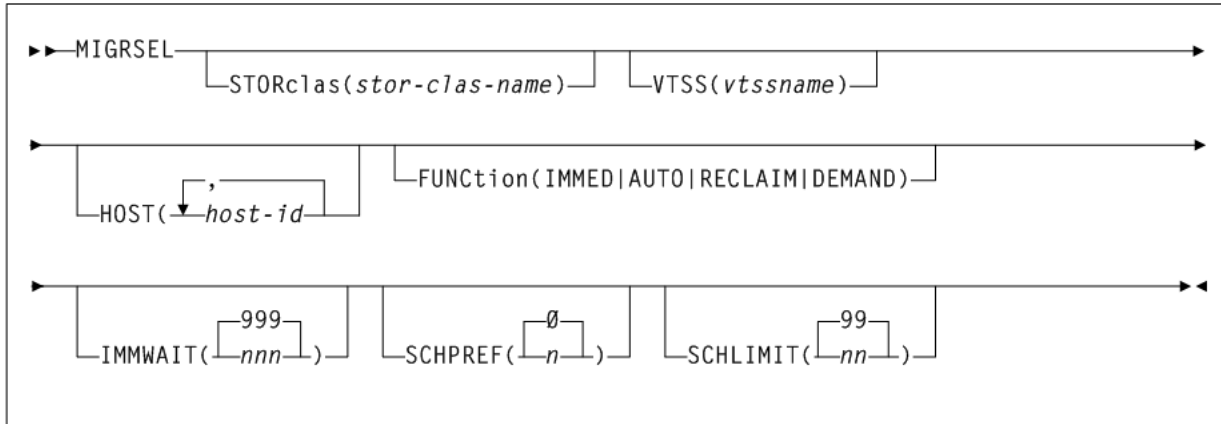 MIGRSEL
STORclas(stor-clas-name)
VTSS(vtssname)
,
HOST(host-id
FUNCtion(IMMED|AUTO|RECLAIM|DEMAND)
999
IMMWAIT(nnn)
0
SCHPREF(n)
99
SCHLIMIT(nn)